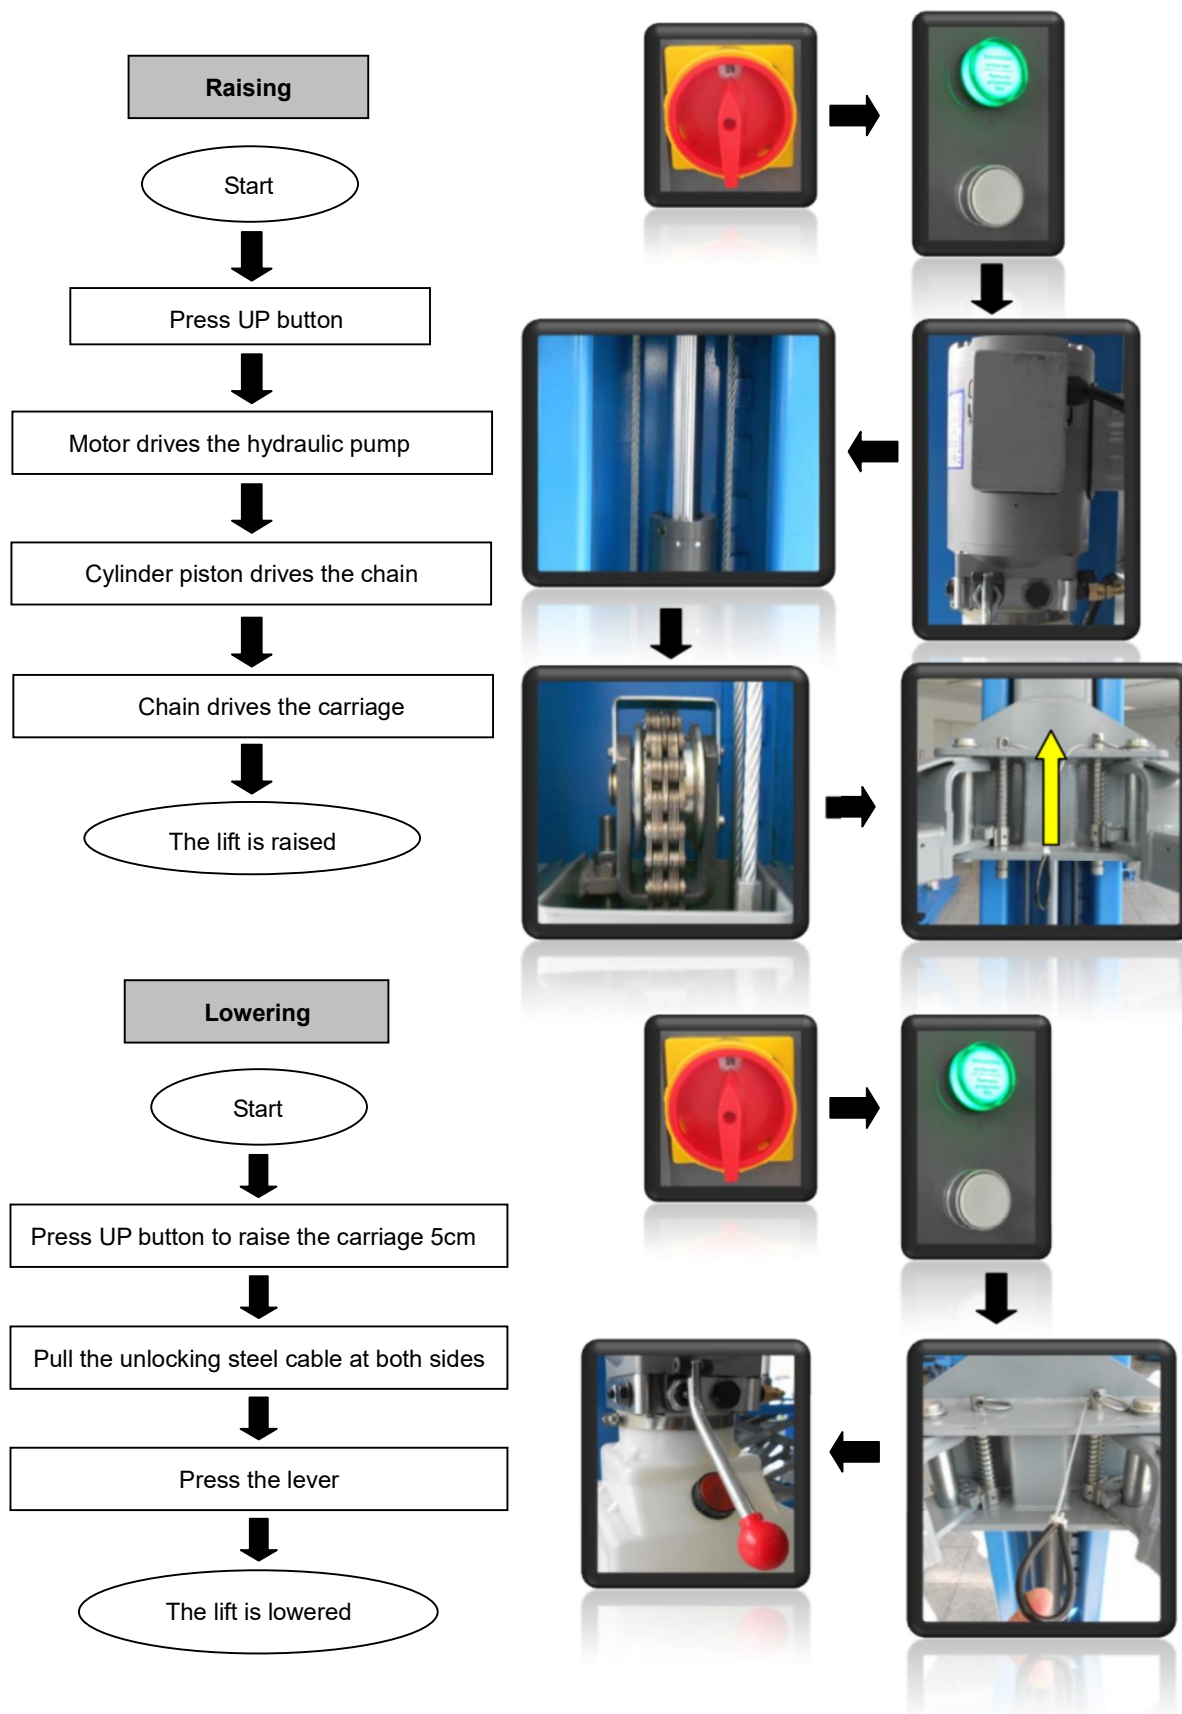 Raising
Start
Press UP button
Motor drives the hydraulic pump
Cylinder piston drives the chain
Chain drives the carriage
The lift is raised
Lowering
Start
Press UP button to raise the carriage 5cm
Pull the unlocking steel cable at both sides
Press the lever
The lift is lowered